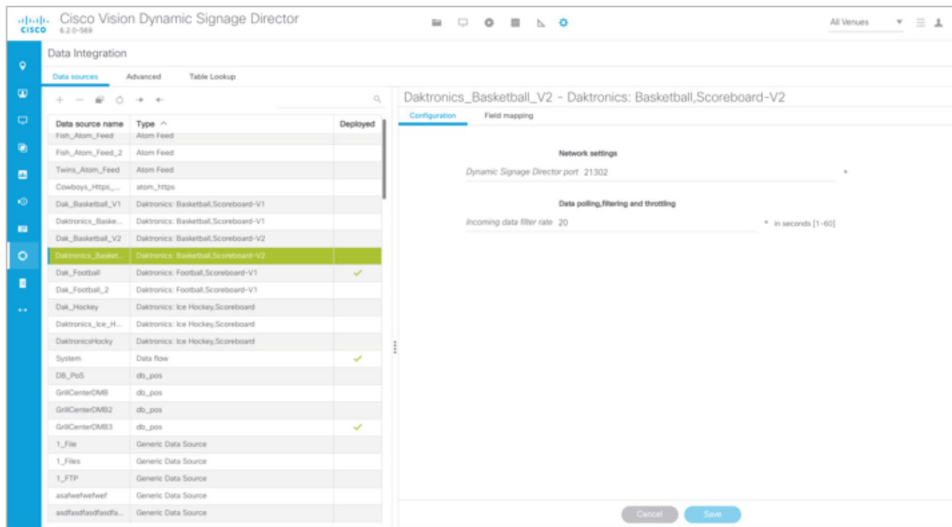 CISCO
Cisco Vision Dynamic Signage Director
6.2.0-569
All Venues
Data Integration
Data sources Advanced Table Lookup
Data source name Type Deployed
Fish_Atom_Feed Atom Feed
Fish_Atom_Feed_2 Atom Feed
Twins_Atom_Feed Atom Feed
Cowboys_Https_... atom_https
Dak_Basketball_V1 Daktronics: Basketball,Scoreboard-V1
Daktronics_Baske... Daktronics: Basketball,Scoreboard-V1
Dak_Basketball_V2 Daktronics: Basketball,Scoreboard-V2
Daktronics_Basket... Daktronics: Basketball,Scoreboard-V2
Dak_Football Daktronics: Football,Scoreboard-V1
Dak_Football_2 Daktronics: Football,Scoreboard-V1
Dak_Hockey Daktronics: Ice Hockey,Scoreboard
Daktronics_Ice_H... Daktronics: Ice Hockey,Scoreboard
DaktronicsHocky Daktronics: Ice Hockey,Scoreboard
System Data flow
DB_PoS db_pos
GrillCenterDMB db_pos
GrillCenterDMB2 db_pos
GrillCenterDMB3 db_pos
1_File Generic Data Source
1_Files Generic Data Source
1_FTP Generic Data Source
asafwefwefwef Generic Data Source
asdfasdfasdfasdfa... Generic Data Source
Daktronics_Basketball_V2 - Daktronics: Basketball,Scoreboard-V2
Configuration Field mapping
Network settings
Dynamic Signage Director port 21302 *
Data polling,filtering and throttling
Incoming data filter rate 20 * in seconds [1-60]
Cancel Save